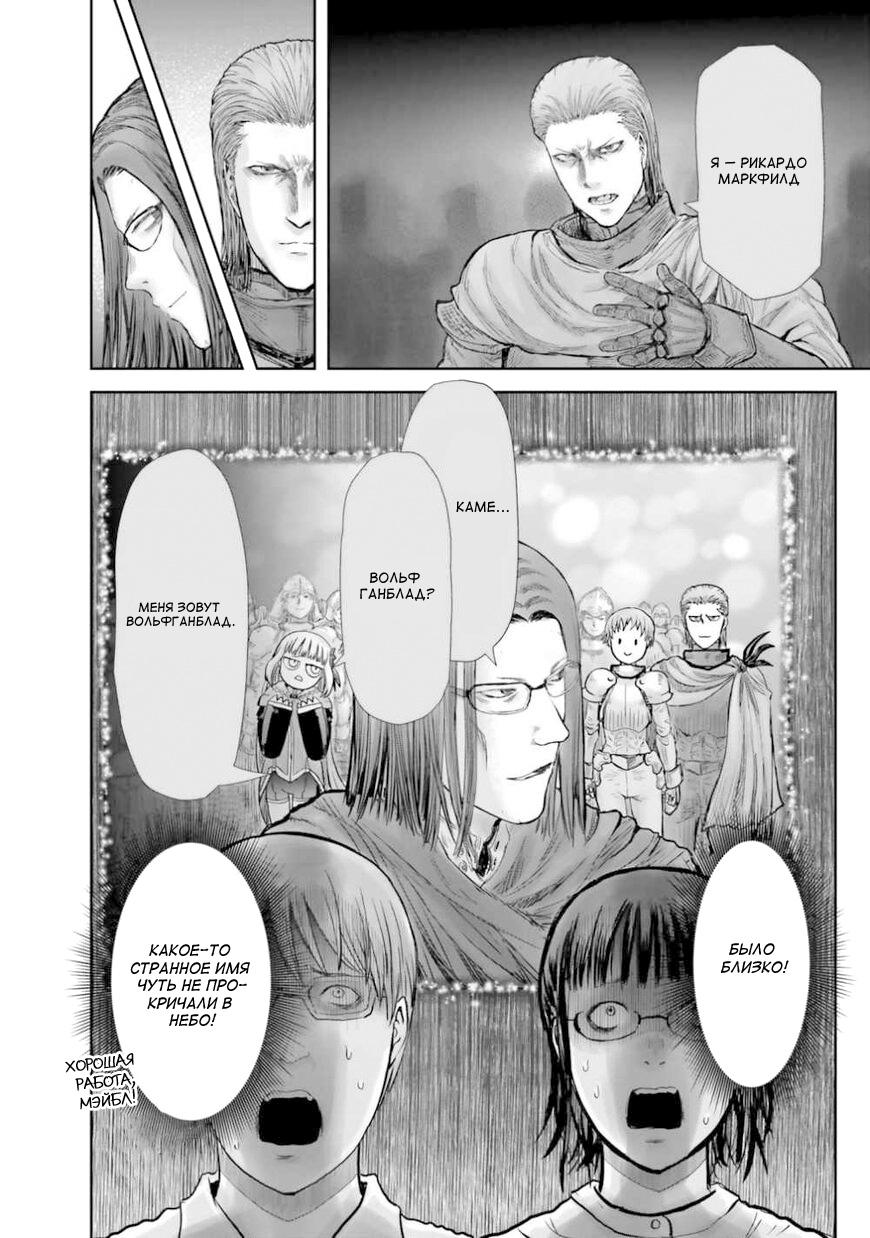 Я – РИКАРДО
МАРКФИЛД
КАМЕ...
ВОЛЬФ
ГАНБЛАД?
МЕНЯ ЗОВУТ
ВОЛЬФГАНБЛАД.
БЫЛО
БЛИЗКО!
КАКОЕ-ТО
СТРАННОЕ ИМЯ
ЧУТЬ НЕ ПРО-
КРИЧАЛИ В
НЕБО!
ХОРОШАЯ
РАБОТА,
МЭЙБЛ!